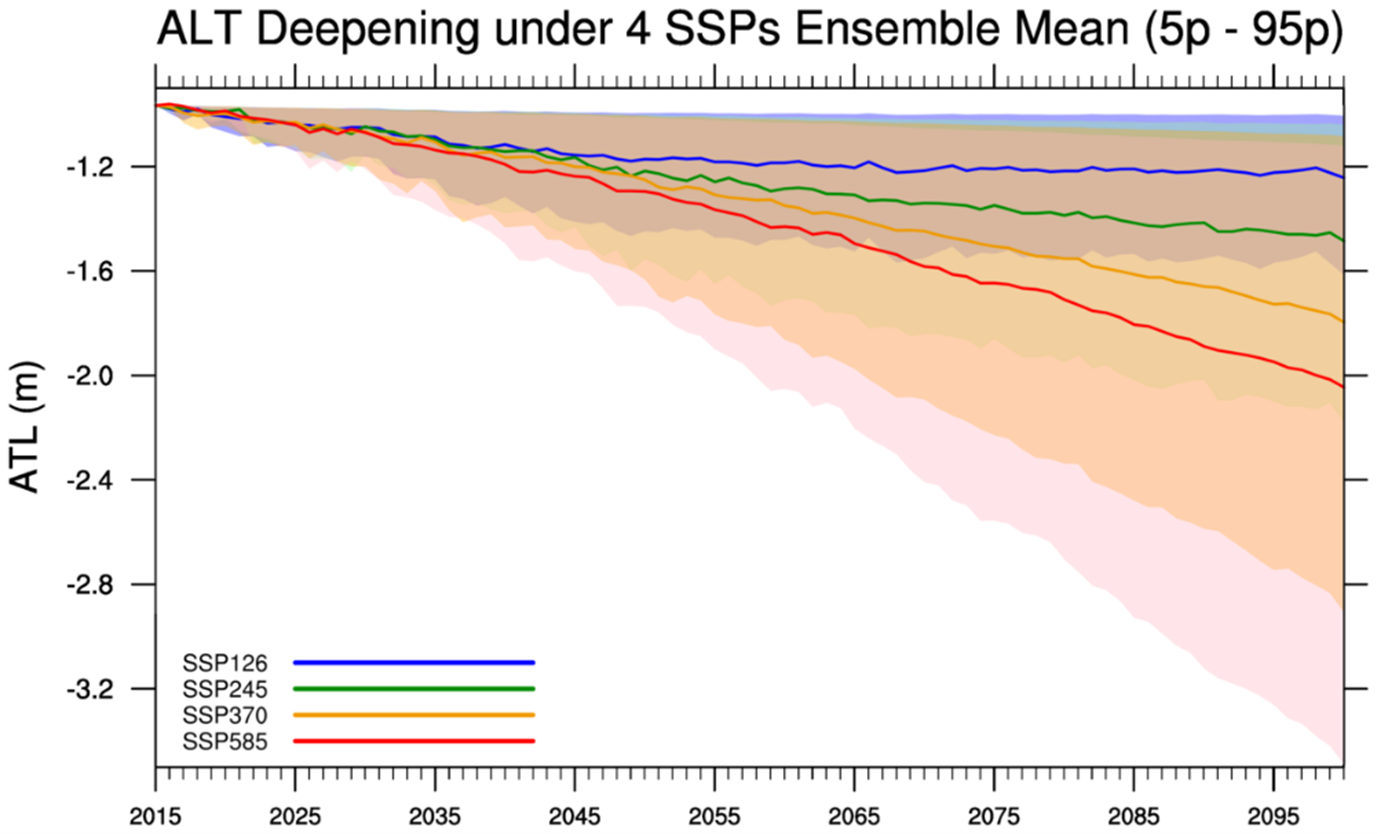 ALT Deepening under 4 SSPs Ensemble Mean (5p - 95p)
ATL (m)
-1.2
-1.6
-2.0
-2.4
-2.8
-3.2
SSP126
SSP245
SSP370
SSP585
2015 2025 2035 2045 2055 2065 2075 2085 2095